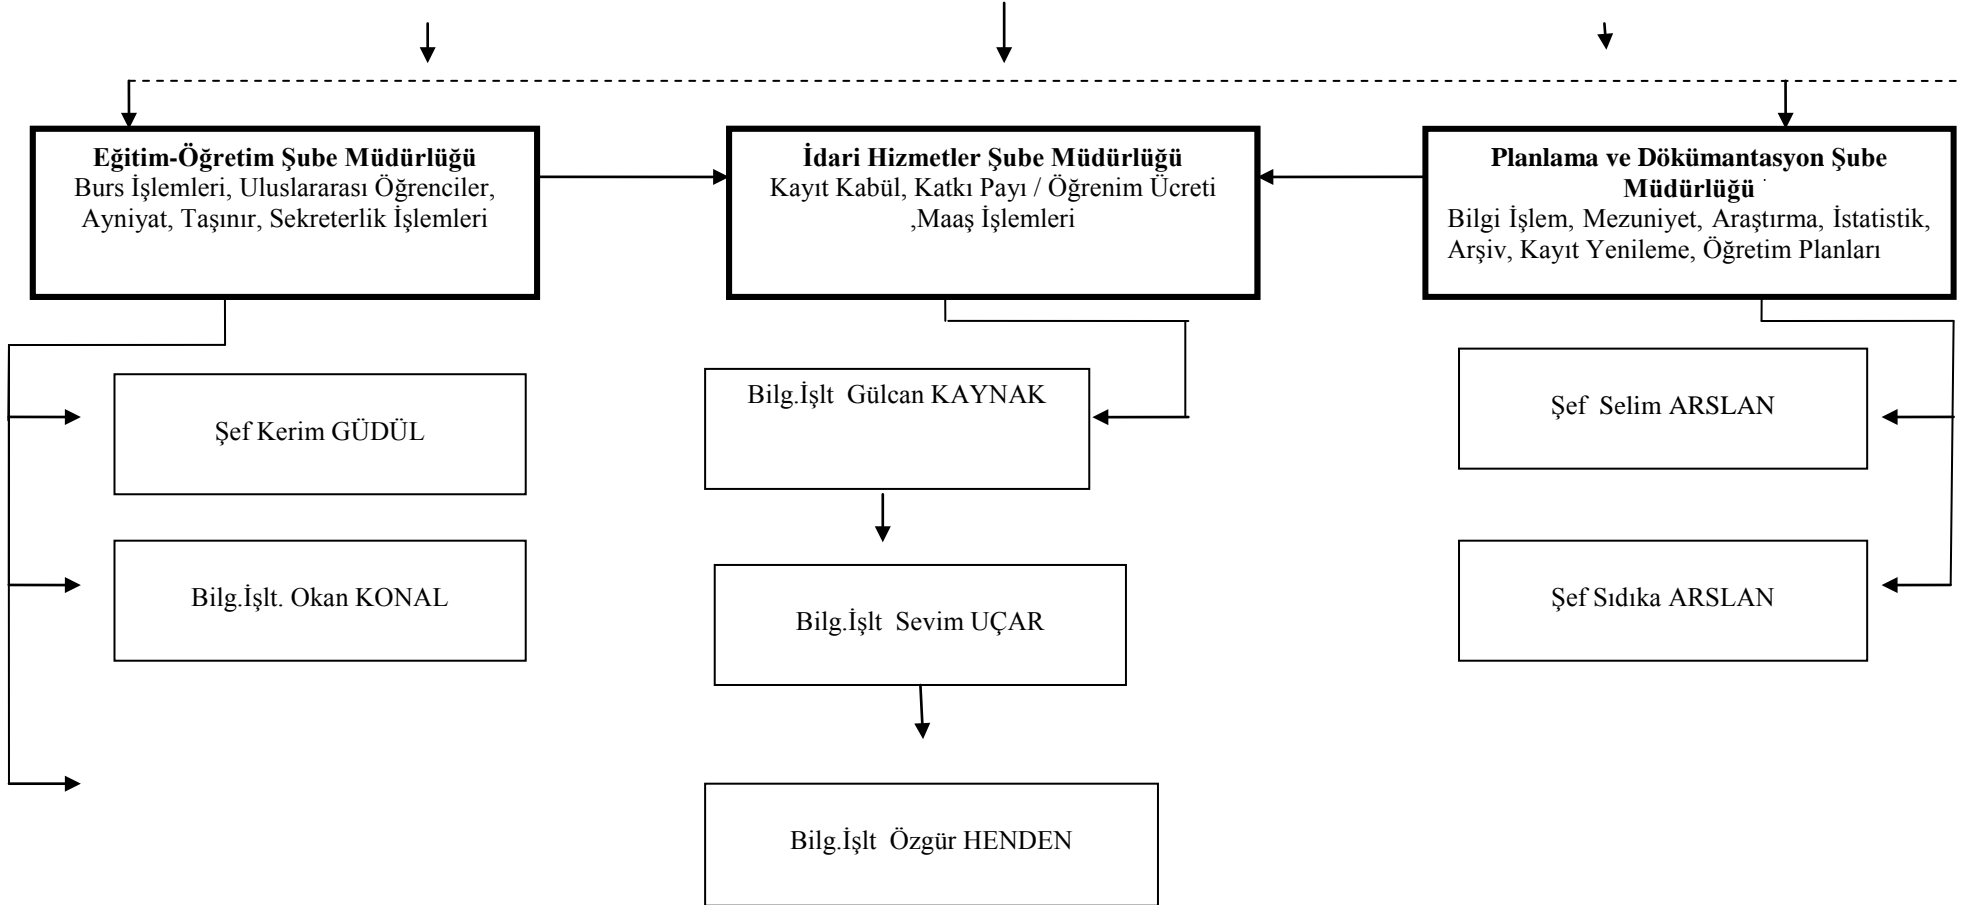 Eğitim-Öğretim Şube Müdürlüğü
Burs İşlemleri, Uluslararası Öğrenciler,
Ayniyat, Taşınır, Sekreterlik İşlemleri
İdari Hizmetler Şube Müdürlüğü
Kayıt Kabül, Katkı Payı / Öğrenim Ücreti
,Maaş İşlemleri
Planlama ve Dökümantasyon Şube
Müdürlüğü
Bilgi İşlem, Mezuniyet, Araştırma, İstatistik,
Arşiv, Kayıt Yenileme, Öğretim Planları
Şef Kerim GÜDÜL
Bilg.İşlt. Okan KONAL
Bilg.İşlt Gülcan KAYNAK
Bilg.İşlt Sevim UÇAR
Bilg.İşlt Özgür HENDEN
Şef Selim ARSLAN
Şef Sıdıka ARSLAN